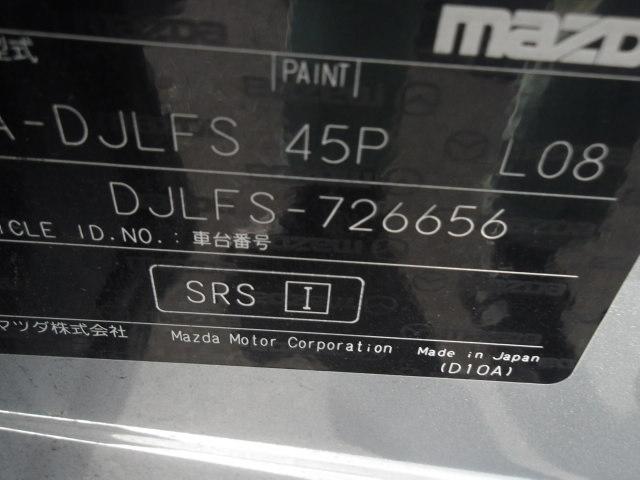 mazda
型式
PAINT
A-DJLFS 45P L08
DJLFS-726656
ICLE ID.NO.:車台番号
SRS I
マツダ株式会社 Mazda Motor Corporation Made in Japan
(D10A)